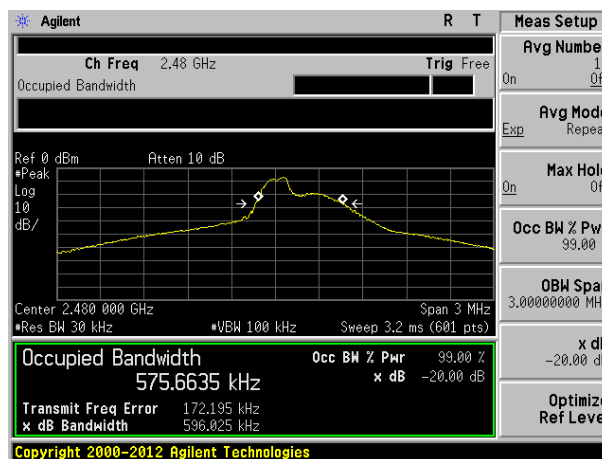 Agilent R T
Ch Freq 2.48 GHz Trig Free
Occupied Bandwidth
Ref 0 dBm Atten 10 dB
#Peak
Log
10
dB/
Center 2.480 000 GHz Span 3 MHz
#Res BW 30 kHz #VBW 100 kHz Sweep 3.2 ms (601 pts)
Occupied Bandwidth Occ BW % Pwr 99.00 %
575.6635 kHz x dB -20.00 dB
Transmit Freq Error 172.195 kHz
x dB Bandwidth 596.025 kHz
Copyright 2000-2012 Agilent Technologies
Meas Setup
Avg Numbe
1
On Of
Avg Mod
Exp Repea
Max Hol
On Of
Occ BW % Pw
99.00
OBW Spa
3.00000000 MH
x d
-20.00 d
Optimiz
Ref Leve